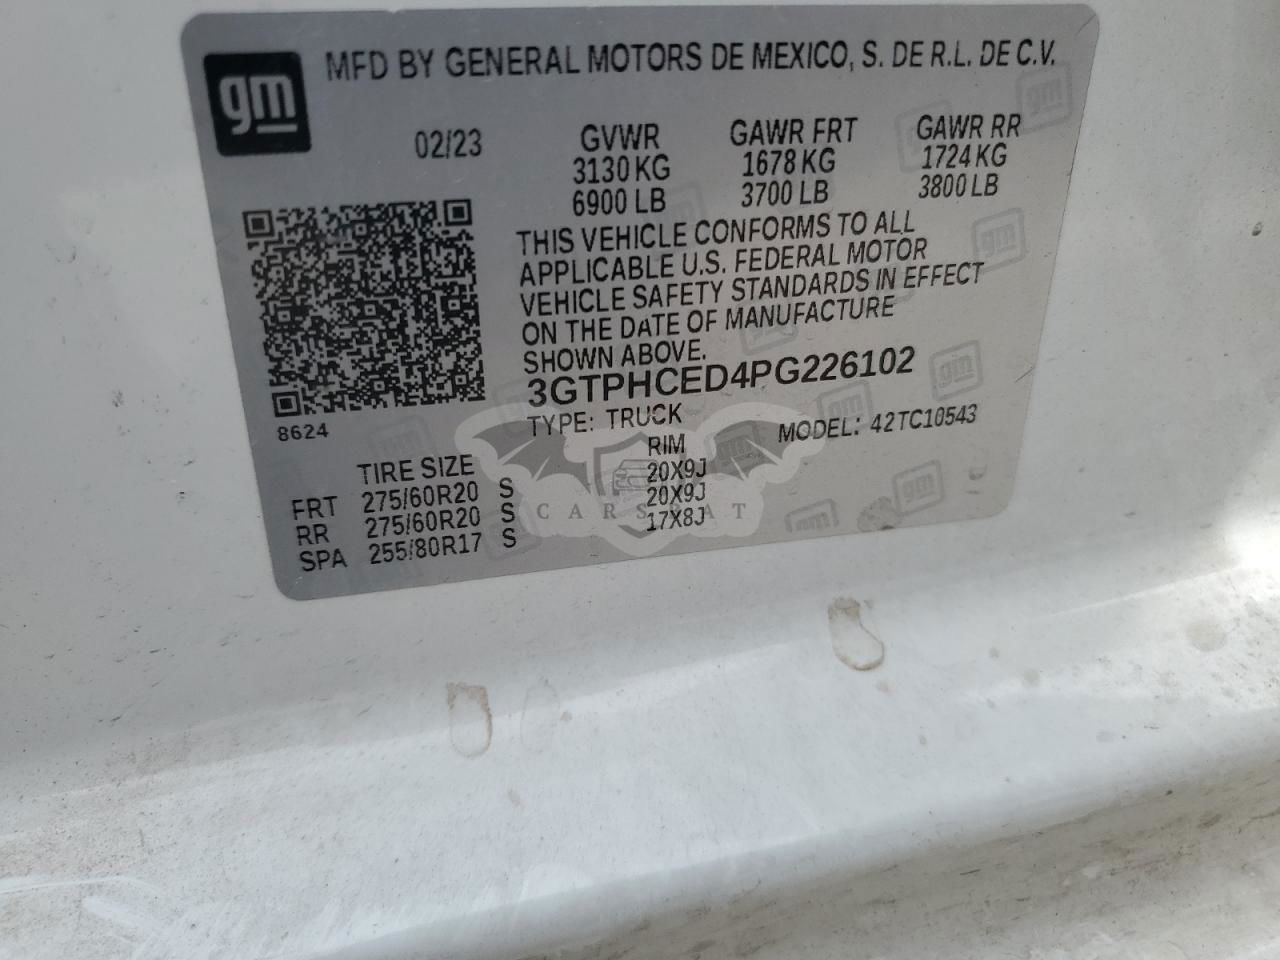 gm MFD BY GENERAL MOTORS DE MEXICO, S. DE R.L. DE C.V.
02/23 GVWR GAWR FRT GAWR RR
3130 KG 1678 KG 1724 KG
6900 LB 3700 LB 3800 LB
THIS VEHICLE CONFORMS TO ALL
APPLICABLE U.S. FEDERAL MOTOR
VEHICLE SAFETY STANDARDS IN EFFECT
ON THE DATE OF MANUFACTURE
SHOWN ABOVE.
3GTPHCED4PG226102
8624
TYPE: TRUCK MODEL: 42TC10543
TIRE SIZE RIM
FRT 275/60R20 S 20X9J
RR 275/60R20 S 20X9J
SPA 255/80R17 S 17X8J
CARSBAT